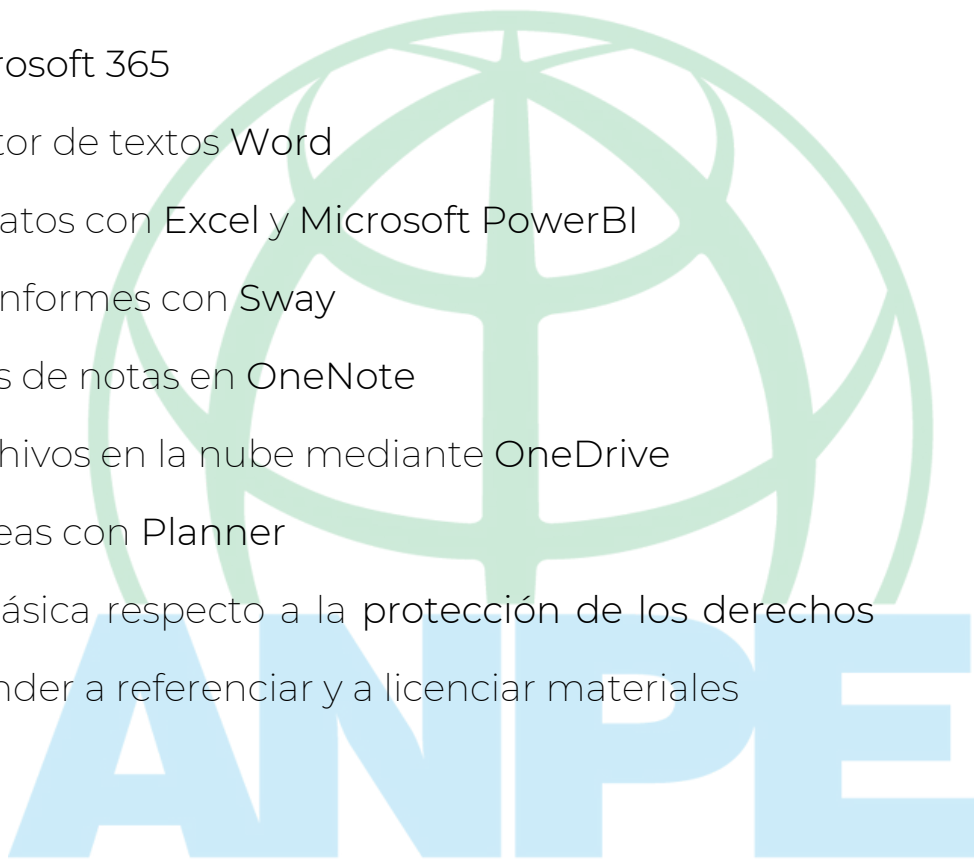 rosoft 365
tor de textos Word
atos con Excel y Microsoft PowerBI
nformes con Sway
s de notas en OneNote
hivos en la nube mediante OneDrive
eas con Planner
ásica respecto a la protección de los derechos
nder a referenciar y a licenciar materiales
ANPE